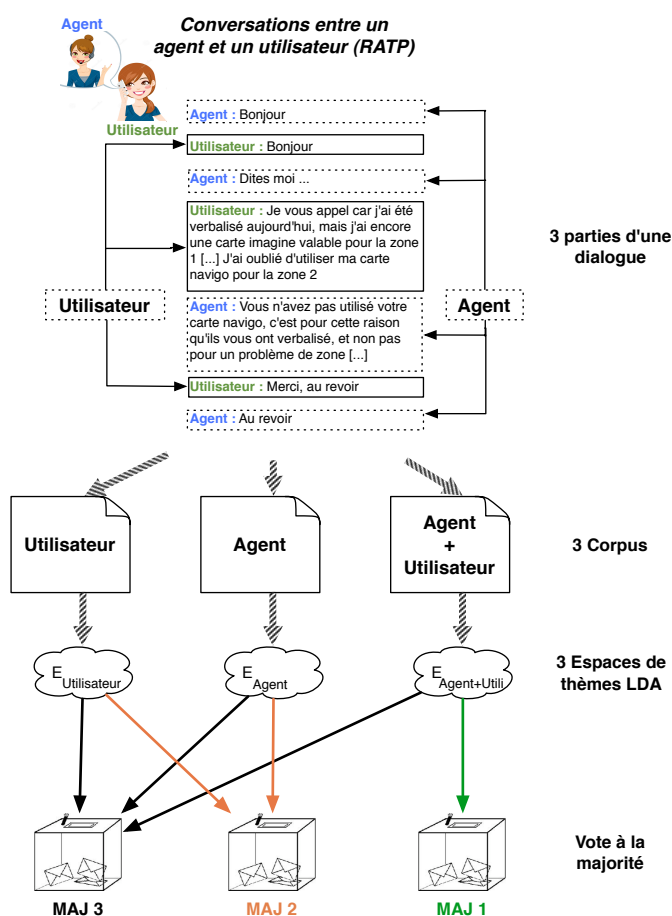 Agent
Conversations entre un
agent et un utilisateur (RATP)
Utilisateur
Agent : Bonjour
Utilisateur : Bonjour
Agent : Dites moi ...
Utilisateur : Je vous appel car j'ai été
verbalisé aujourd'hui, mais j'ai encore
une carte imagine valable pour la zone
1 [...] J'ai oublié d'utiliser ma carte
navigo pour la zone 2
3 parties d'une
dialogue
Utilisateur
Agent
Agent : Vous n'avez pas utilisé votre
carte navigo, c'est pour cette raison
qu'ils vous ont verbalisé, et non pas
pour un problème de zone [...]
Utilisateur : Merci, au revoir
Agent : Au revoir
Utilisateur
Agent
Agent
+
Utilisateur
3 Corpus
E Utilisateur
E Agent
E Agent+Utili
3 Espaces de
thèmes LDA
Vote à la
majorité
MAJ 3
MAJ 2
MAJ 1